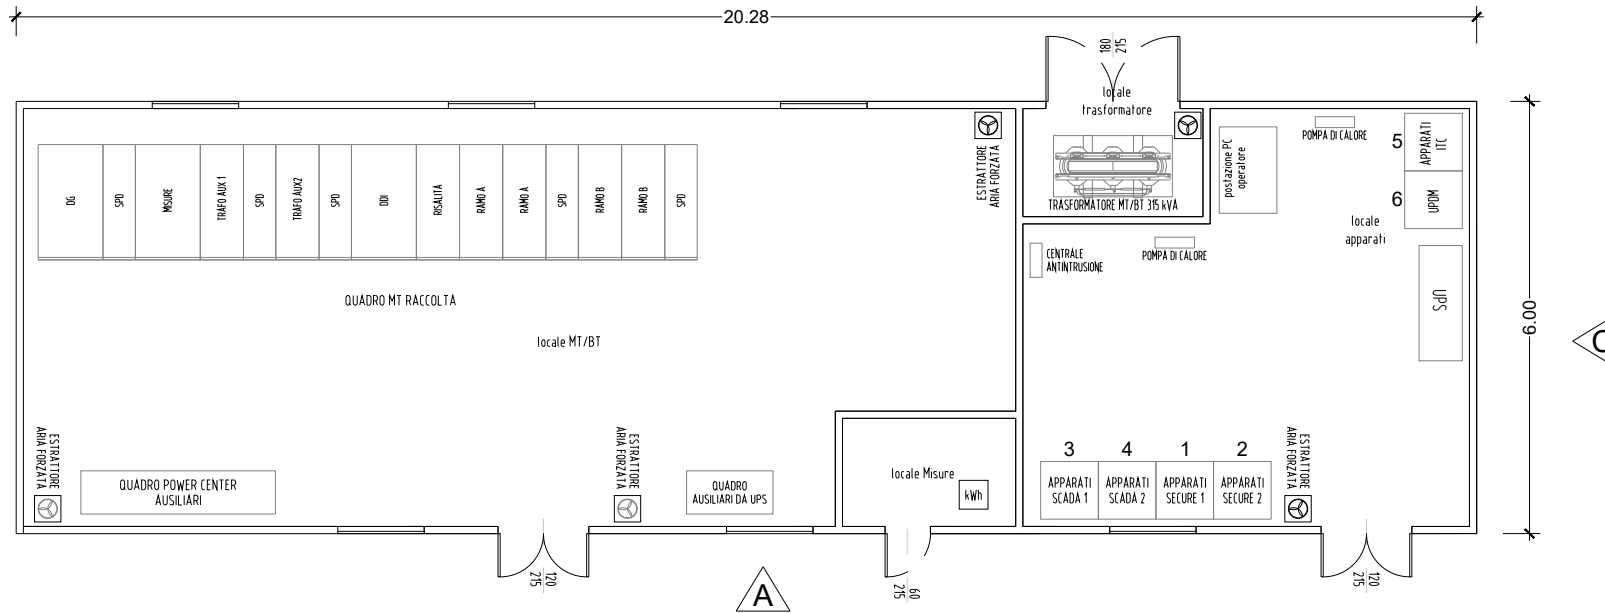 20.28
180
215
locale
trasformatore
ESTRATTORE
ARIA FORZATA
TRASFORMATORE MT/BT 315 kVA
postazione PC
operatore
POMPA DI CALORE
5
APPARATI
ITC
6
UPDM
locale
apparati
DG
SPD
MISURE
TRAFO AUX 1
SPD
TRAFO AUX2
SPD
DDI
RISALITA
RAMO A
RAMO A
SPD
RAMO B
RAMO B
SPD
CENTRALE
ANTINTRUSIONE
POMPA DI CALORE
UPS
QUADRO MT RACCOLTA
locale MT/BT
6.00
C
ESTRATTORE
ARIA FORZATA
QUADRO POWER CENTER
AUSILIARI
ESTRATTORE
ARIA FORZATA
QUADRO
AUSILIARI DA UPS
locale Misure
kWh
3
4
1
2
APPARATI
SCADA 1
APPARATI
SCADA 2
APPARATI
SECURE 1
APPARATI
SECURE 2
ESTRATTORE
ARIA FORZATA
120
215
A
60
215
120
215